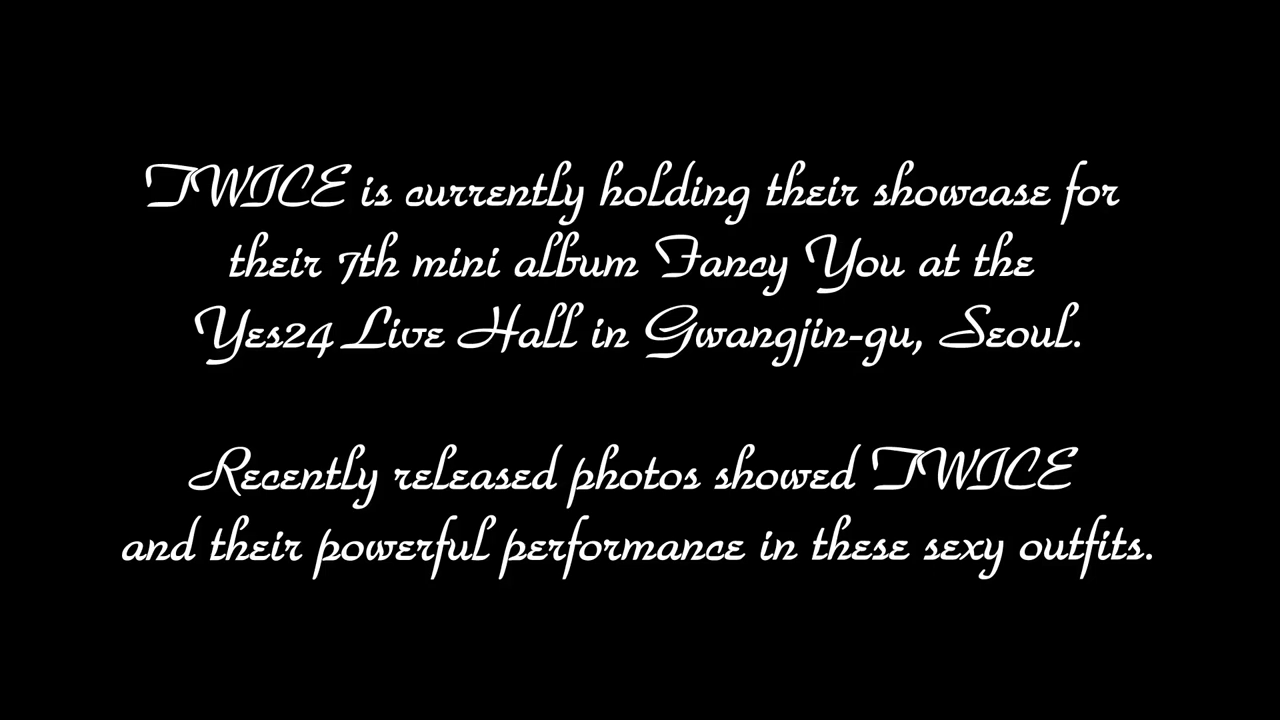 TWICE is currently holding their showcase for
their 7th mini album Fancy You at the
Yes24 Live Hall in Gwangjin-gu, Seoul.
Recently released photos showed TWICE
and their powerful performance in these sexy outfits.